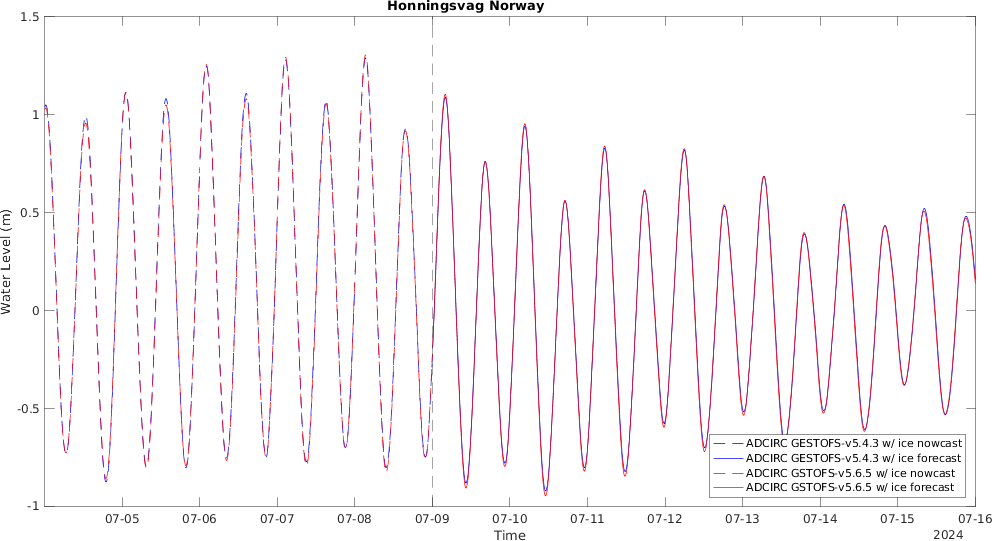 Honningsvag Norway
1.5
1
0.5
0
-0.5
-1
Water Level (m)
07-05 07-06 07-07 07-08 07-09 07-10 07-11 07-12 07-13 07-14 07-15 07-16
Time
2024
ADCIRC GESTOFS-v5.4.3 w/ ice nowcast
ADCIRC GESTOFS-v5.4.3 w/ ice forecast
ADCIRC GSTOFS-v5.6.5 w/ ice nowcast
ADCIRC GSTOFS-v5.6.5 w/ ice forecast